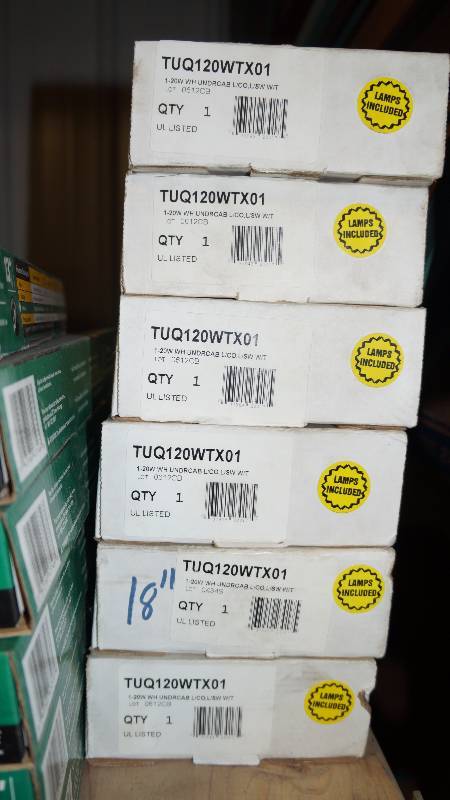 TUQ120WTX01
1-20W WH UNDRCAB L/CO,L/SW W/T
LOT 0512CB
QTY 1
UL LISTED
LAMPS
INCLUDED
TUQ120WTX01
1-20W WH UNDRCAB L/CO,L/SW W/T
QTY 1
UL LISTED
LAMPS
INCLUDED
TUQ120WTX01
1-20W WH UNDRCAB L/CO,L/SW W/T
QTY 1
UL LISTED
LAMPS
INCLUDED
TUQ120WTX01
1-20W WH UNDRCAB L/CO,L/SW W/T
QTY 1
UL LISTED
LAMPS
INCLUDED
18"
TUQ120WTX01
1-20W WH UNDRCAB L/CO,L/SW W/T
QTY 1
UL LISTED
LAMPS
INCLUDED
TUQ120WTX01
1-20W WH UNDRCAB L/CO,L/SW W/T
LOT 0512CB
QTY 1
UL LISTED
LAMPS
INCLUDED